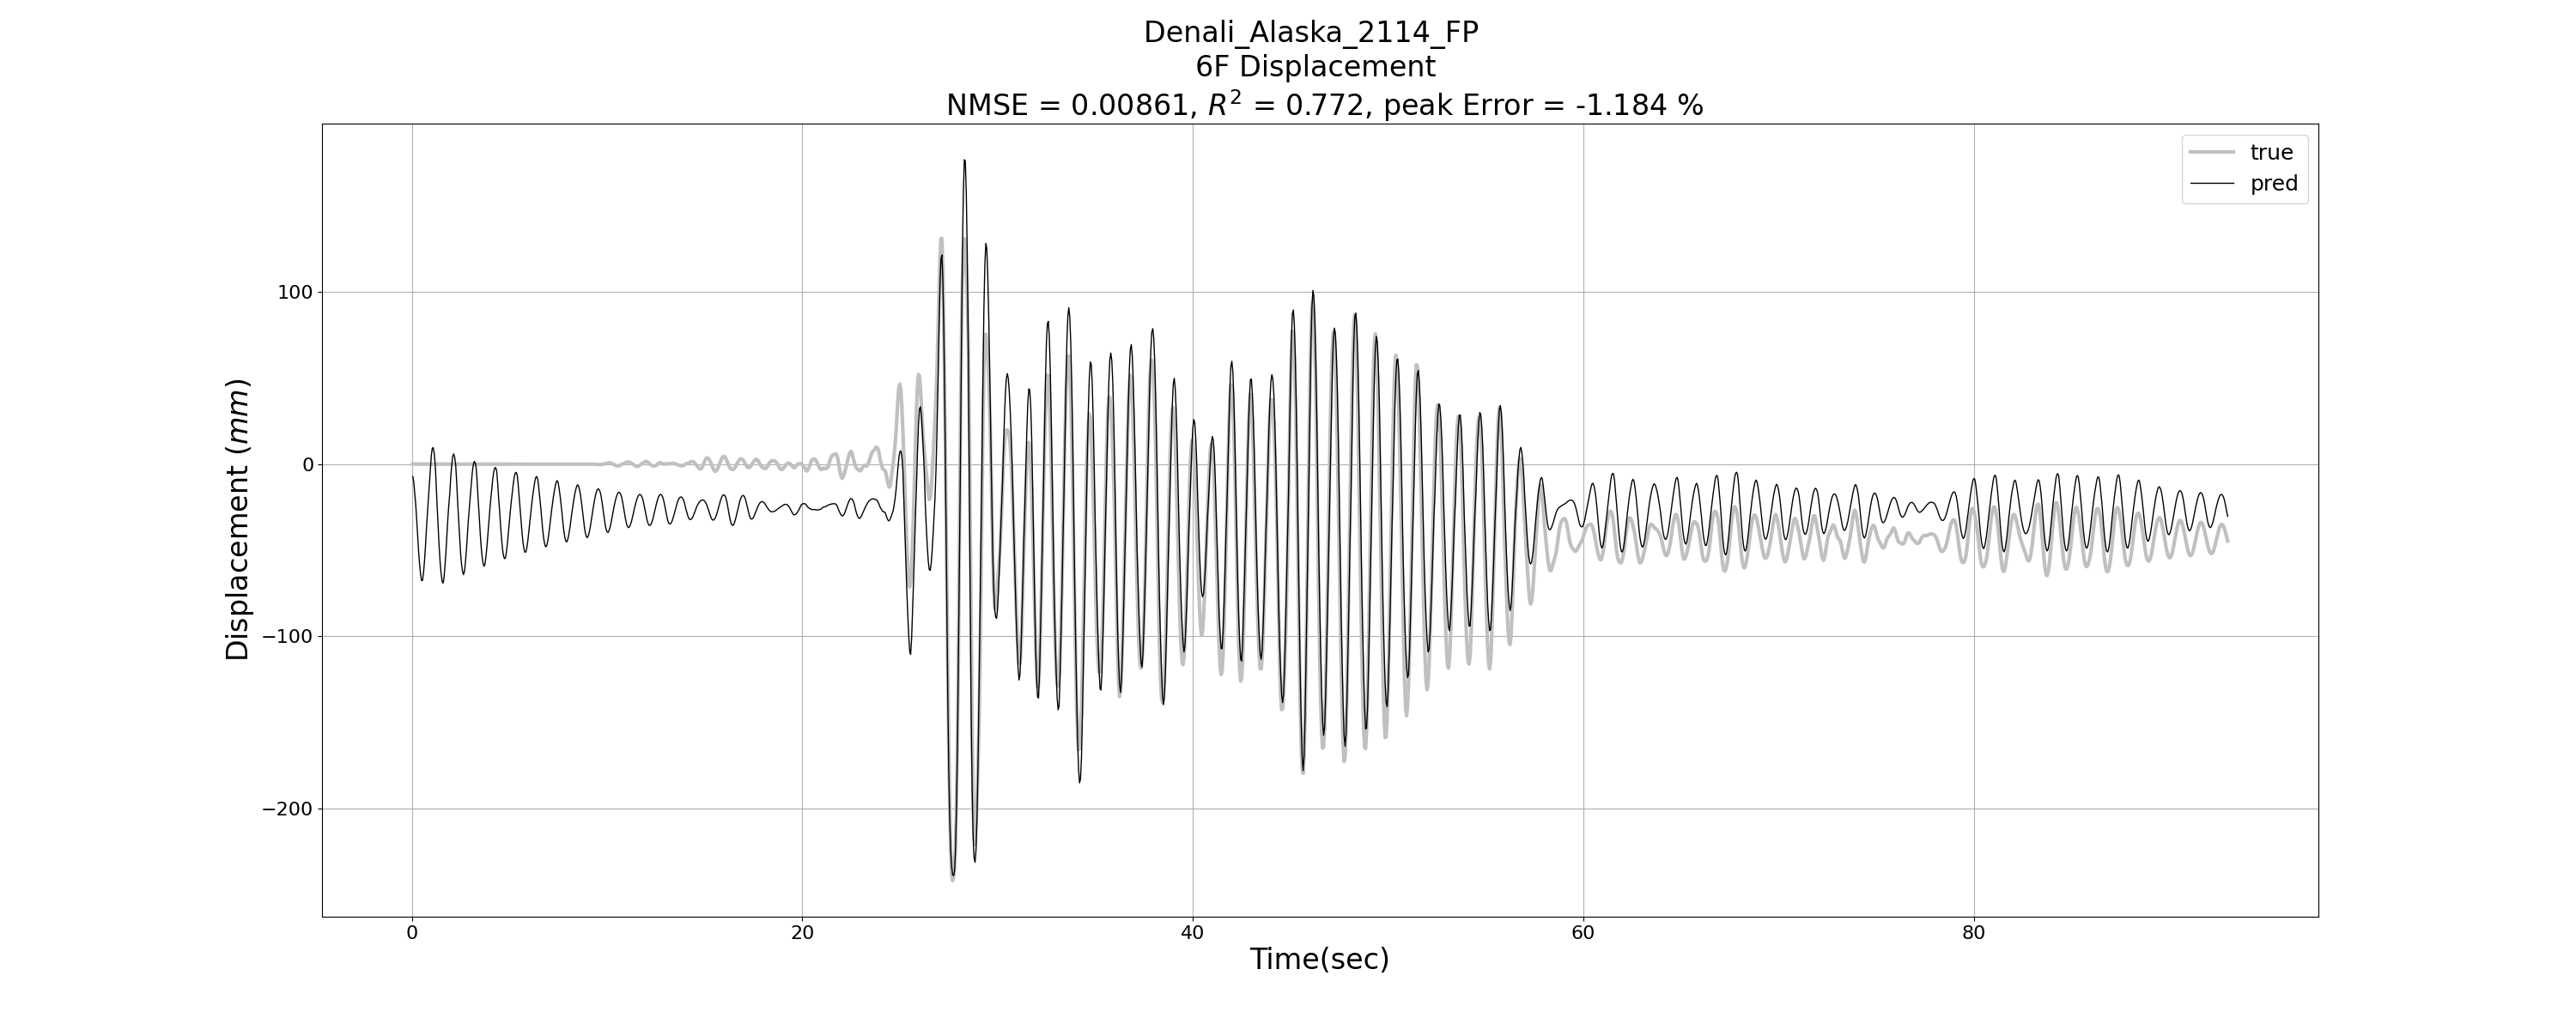 Denali_Alaska_2114_FP
6F Displacement
NMSE = 0.00861, R² = 0.772, peak Error = -1.184 %
true
pred
Displacement (mm)
100
0
−100
−200
0
20
40
60
80
Time(sec)